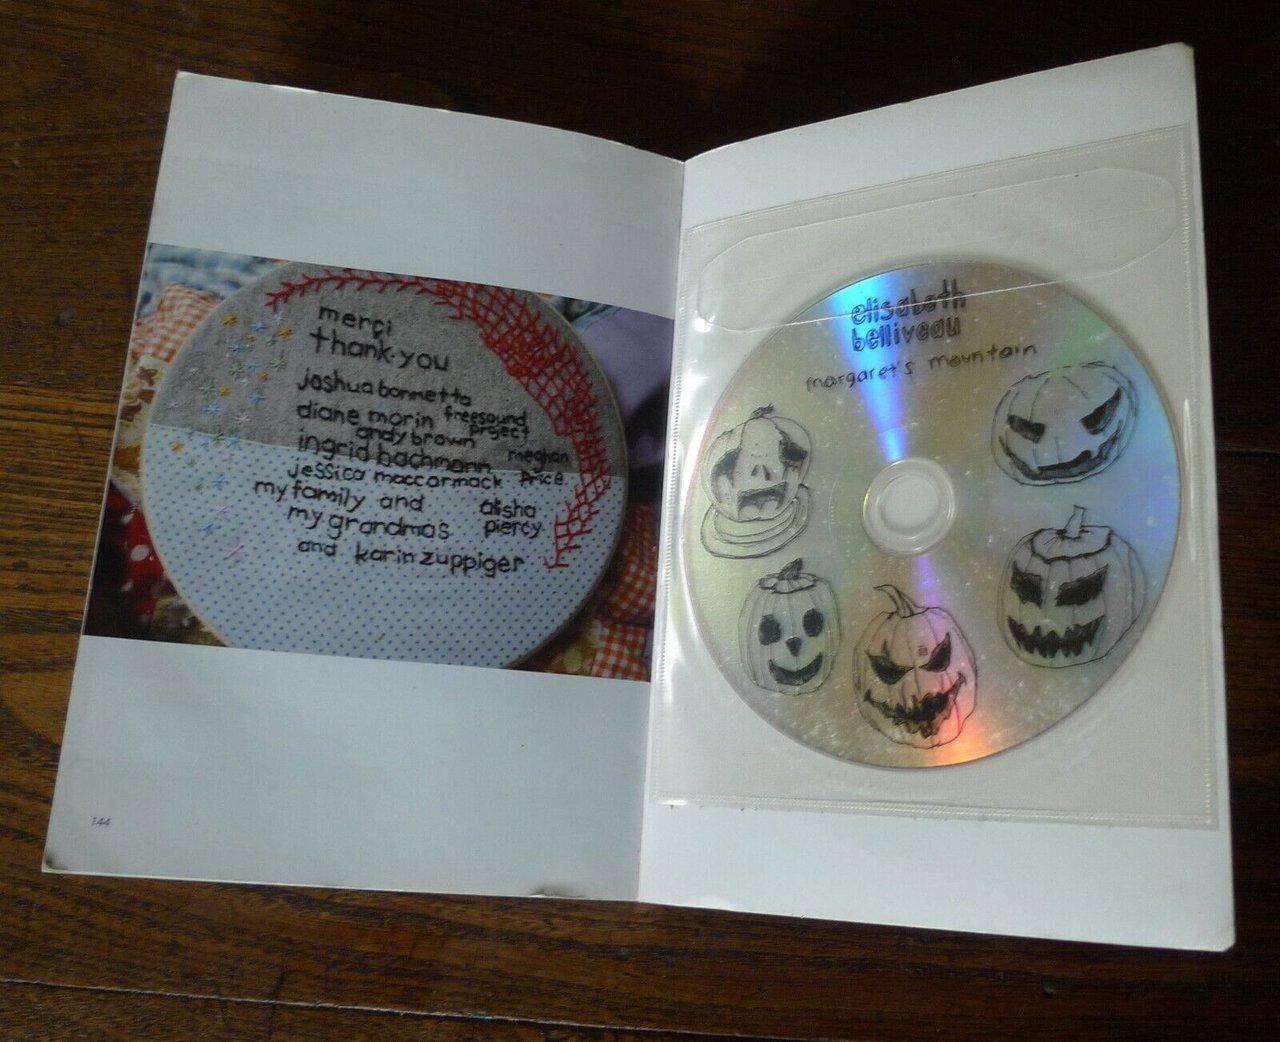 merçi
thank-you
joshua bonnetta
diane morin freesound
andy brown project
ingrid bachmann meghan
jessica maccormack price
my family and alisha
my grandmas piercy
and karin zuppiger
144
elisabeth
belliveau
margaret's mountain